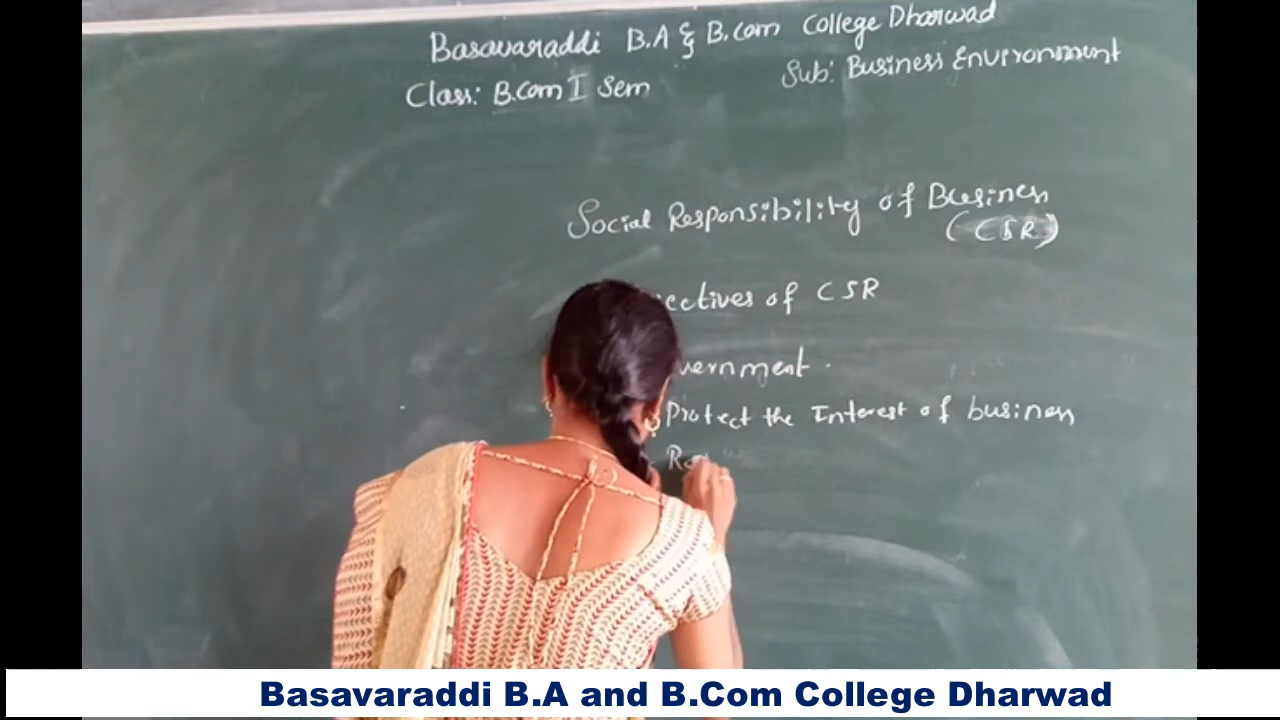 Basavaraddi B.A & B.Com College Dharwad
Class: B.Com I Sem
Sub: Business Environment
Social Responsibility of Business
(CSR)
ectives of CSR
vernment.
Protect the Interest of business
Basavaraddi B.A and B.Com College Dharwad